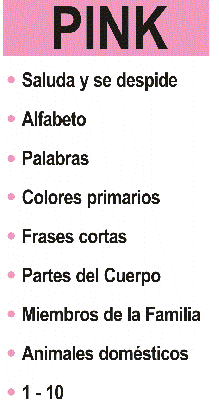 PINK
• Saluda y se despide
• Alfabeto
• Palabras
• Colores primarios
• Frases cortas
• Partes del Cuerpo
• Miembros de la Familia
• Animales domésticos
• 1 - 10